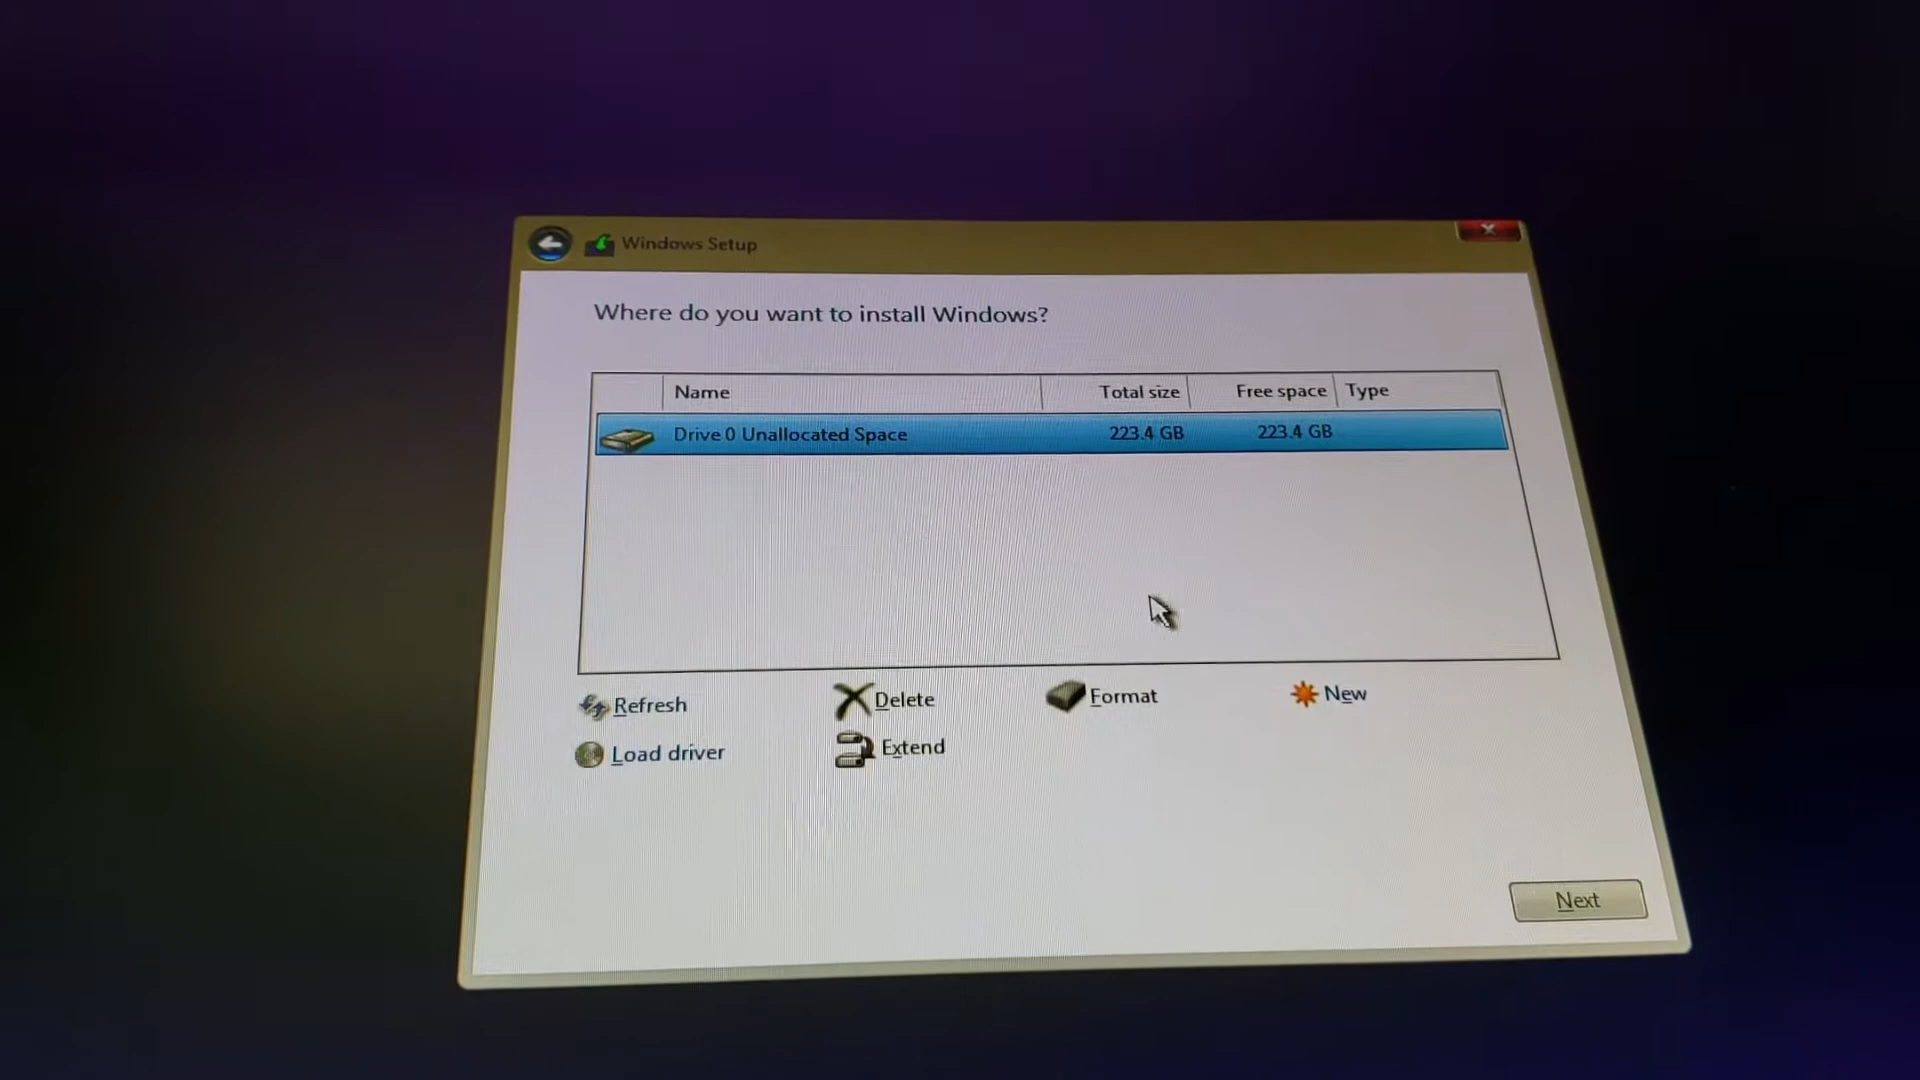 Windows Setup
Where do you want to install Windows?
Name Total size Free space Type
Drive 0 Unallocated Space 223.4 GB 223.4 GB
Refresh Delete Format New
Load driver Extend
Next